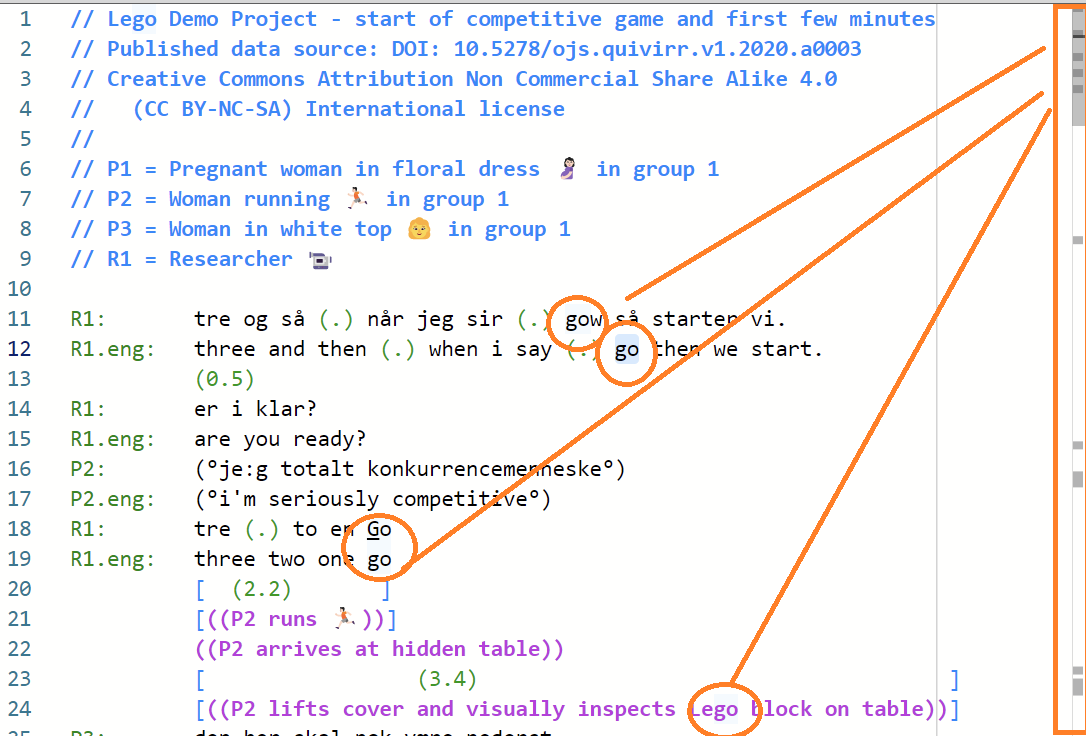 1 // Lego Demo Project - start of competitive game and first few minutes
2 // Published data source: DOI: 10.5278/ojs.quivirr.v1.2020.a0003
3 // Creative Commons Attribution Non Commercial Share Alike 4.0
4 //   (CC BY-NC-SA) International license
5 //
6 // P1 = Pregnant woman in floral dress 🤰🏻 in group 1
7 // P2 = Woman running 🏃🏻 in group 1
8 // P3 = Woman in white top 👩 in group 1
9 // R1 = Researcher 📹
10
11 R1: tre og så (.) når jeg sir (.) gow så starter vi.
12 R1.eng: three and then (.) when i say (.) go then we start.
13 (0.5)
14 R1: er i klar?
15 R1.eng: are you ready?
16 P2: (°je:g totalt konkurrencemenneske°)
17 P2.eng: (°i'm seriously competitive°)
18 R1: tre (.) to en Go
19 R1.eng: three two one go
20 [  (2.2)       ]
21 [((P2 runs 🏃🏻))]
22 ((P2 arrives at hidden table))
23 [                 (3.4)                                      ]
24 [((P2 lifts cover and visually inspects Lego block on table))]